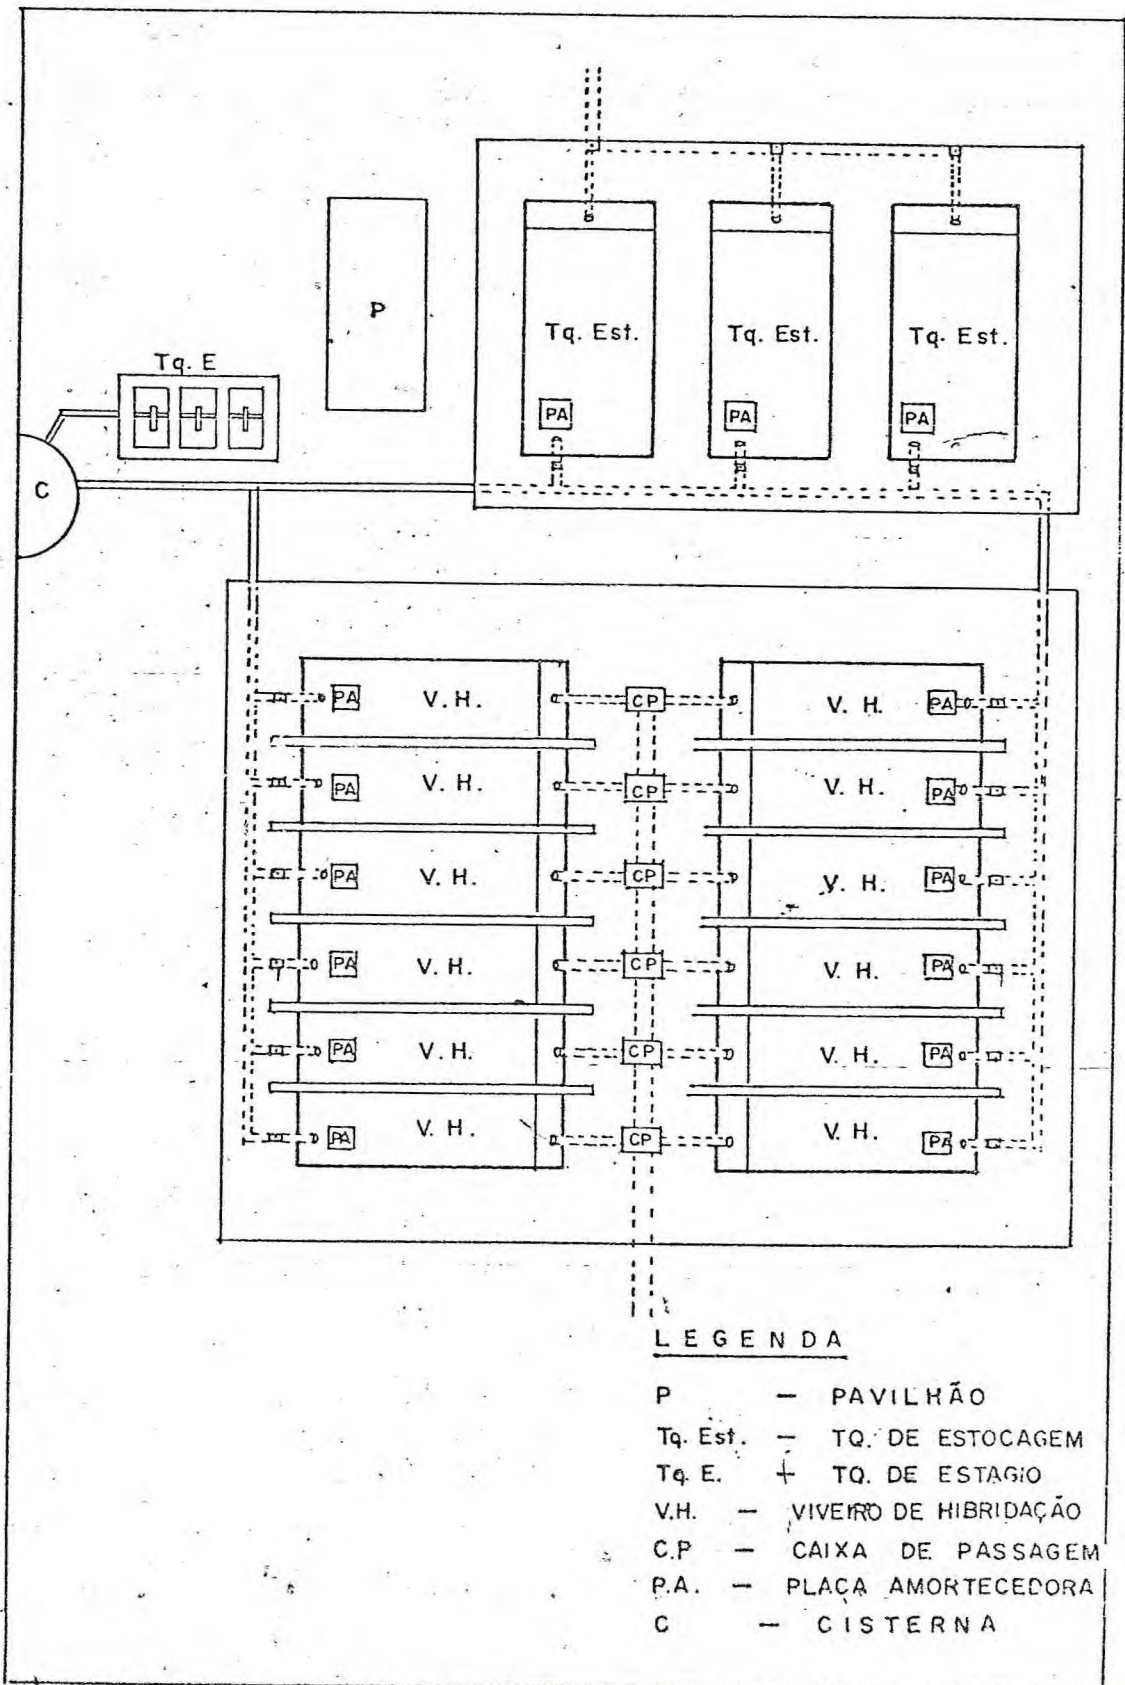 P
Tq. Est.
Tq. Est.
Tq. Est.
Tq. E
PA
PA
PA
C
PA
V.H.
CP
V. H.
PA
PA
V. H.
CP
V. H.
PA
PA
V. H.
CP
V. H.
PA
PA
V. H.
CP
V. H.
PA
PA
V. H.
CP
V. H.
PA
PA
V. H.
CP
V. H.
PA
LEGENDA
P — PAVILHÃO
Tq. Est. — TQ. DE ESTOCAGEM
Tq. E. — TQ. DE ESTAGIO
V.H. — VIVEIRO DE HIBRIDAÇÃO
C.P — CAIXA DE PASSAGEM
P.A. — PLACA AMORTECEDORA
C — CISTERNA